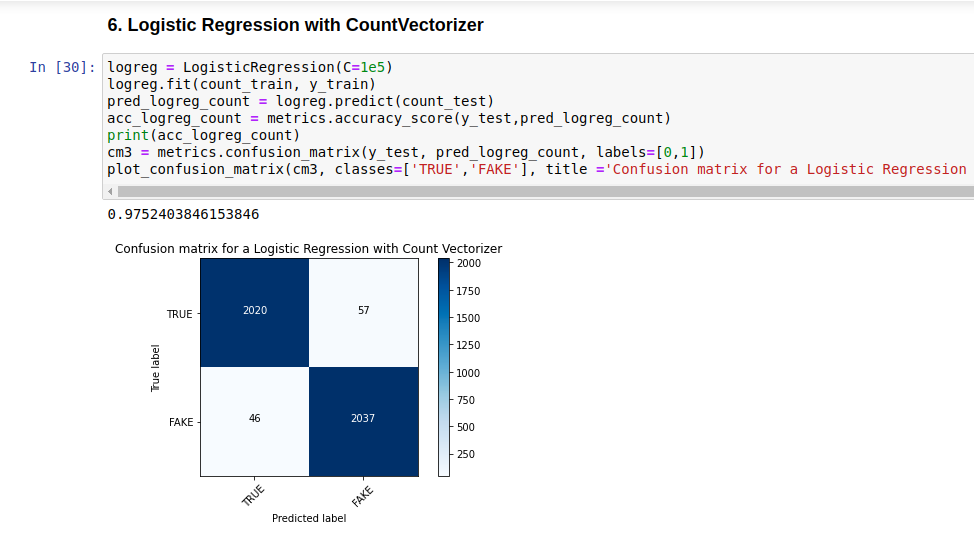 6. Logistic Regression with CountVectorizer
In [30]: logreg = LogisticRegression(C=1e5)
logreg.fit(count_train, y_train)
pred_logreg_count = logreg.predict(count_test)
acc_logreg_count = metrics.accuracy_score(y_test,pred_logreg_count)
print(acc_logreg_count)
cm3 = metrics.confusion_matrix(y_test, pred_logreg_count, labels=[0,1])
plot_confusion_matrix(cm3, classes=['TRUE','FAKE'], title ='Confusion matrix for a Logistic Regression
0.9752403846153846
Confusion matrix for a Logistic Regression with Count Vectorizer
2000
1750
1500
1250
1000
750
500
250
TRUE
2020 57
True label
FAKE
46 2037
TRUE FAKE
Predicted label